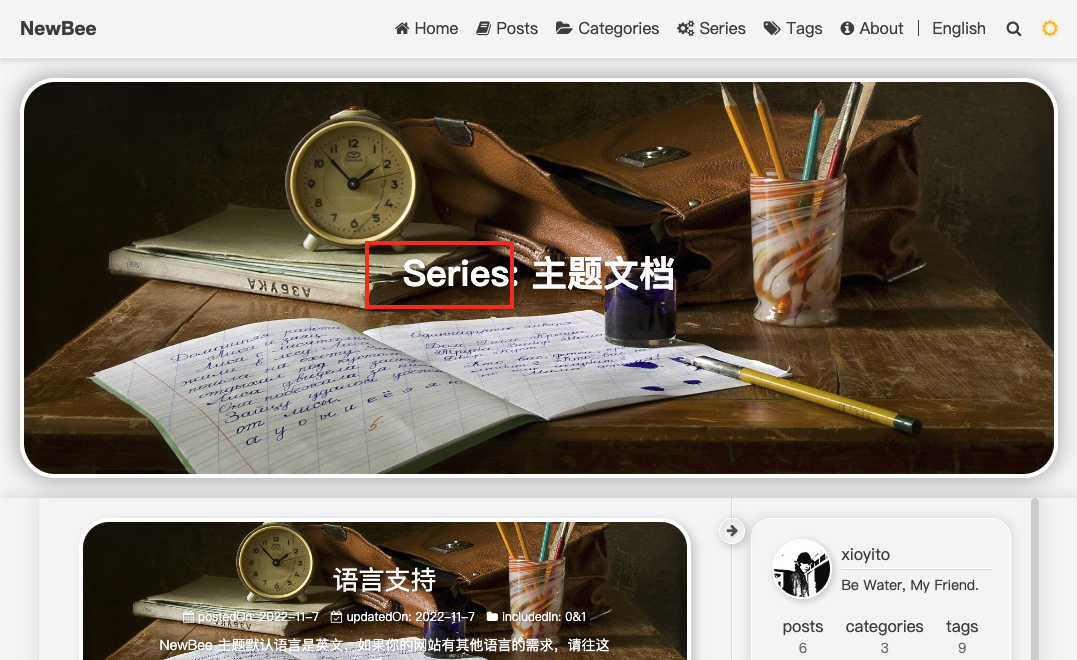 NewBee
Home Posts Categories Series Tags About English
12
АЗБУКА
Series: 主题文档
语言支持
postedOn: 2022-11-7 updatedOn: 2022-11-7 includedIn: 0&1
NewBee 主题默认语言是英文，如果你的网站有其他语言的需求，请往这
xioyito
Be Water, My Friend.
posts categories tags
6 3 9